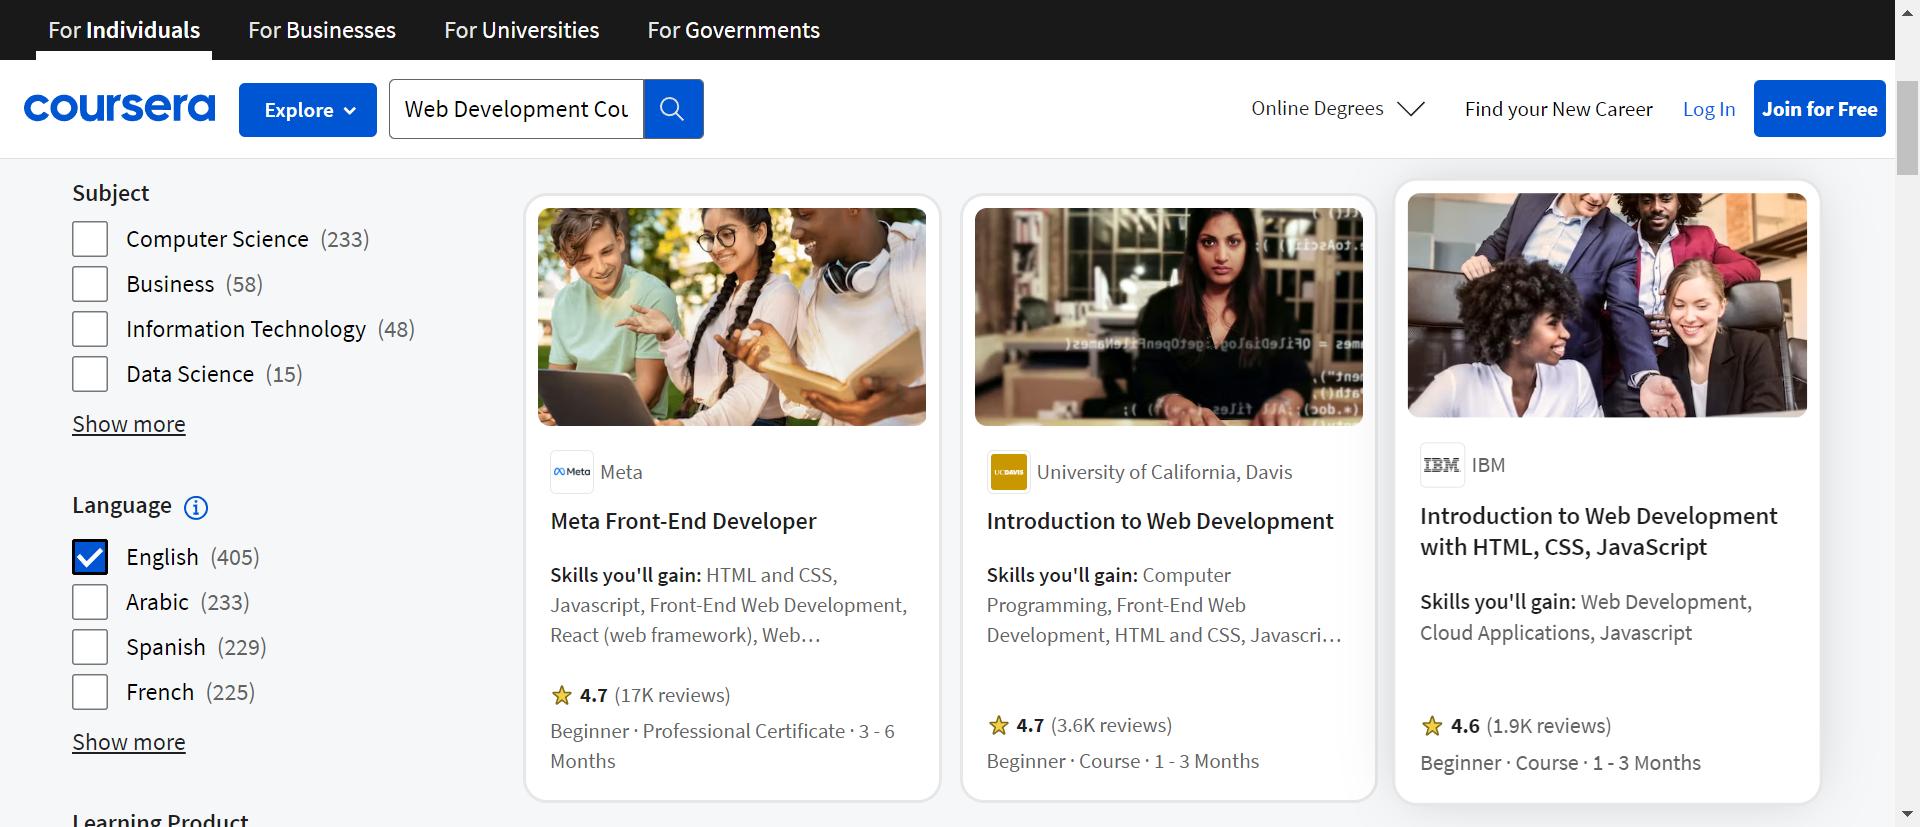 For Individuals
For Businesses
For Universities
For Governments
coursera
Explore
Web Development Cou
Online Degrees
Find your New Career
Log In
Join for Free
Subject
Computer Science (233)
Business (58)
Information Technology (48)
Data Science (15)
Show more
Language
English (405)
Arabic (233)
Spanish (229)
French (225)
Show more
Learning Product
Meta
Meta
Meta Front-End Developer
Skills you'll gain: HTML and CSS,
Javascript, Front-End Web Development,
React (web framework), Web…
4.7 (17K reviews)
Beginner · Professional Certificate · 3 - 6
Months
UCDAVIS
University of California, Davis
Introduction to Web Development
Skills you'll gain: Computer
Programming, Front-End Web
Development, HTML and CSS, Javascri…
4.7 (3.6K reviews)
Beginner · Course · 1 - 3 Months
IBM
IBM
Introduction to Web Development
with HTML, CSS, JavaScript
Skills you'll gain: Web Development,
Cloud Applications, Javascript
4.6 (1.9K reviews)
Beginner · Course · 1 - 3 Months